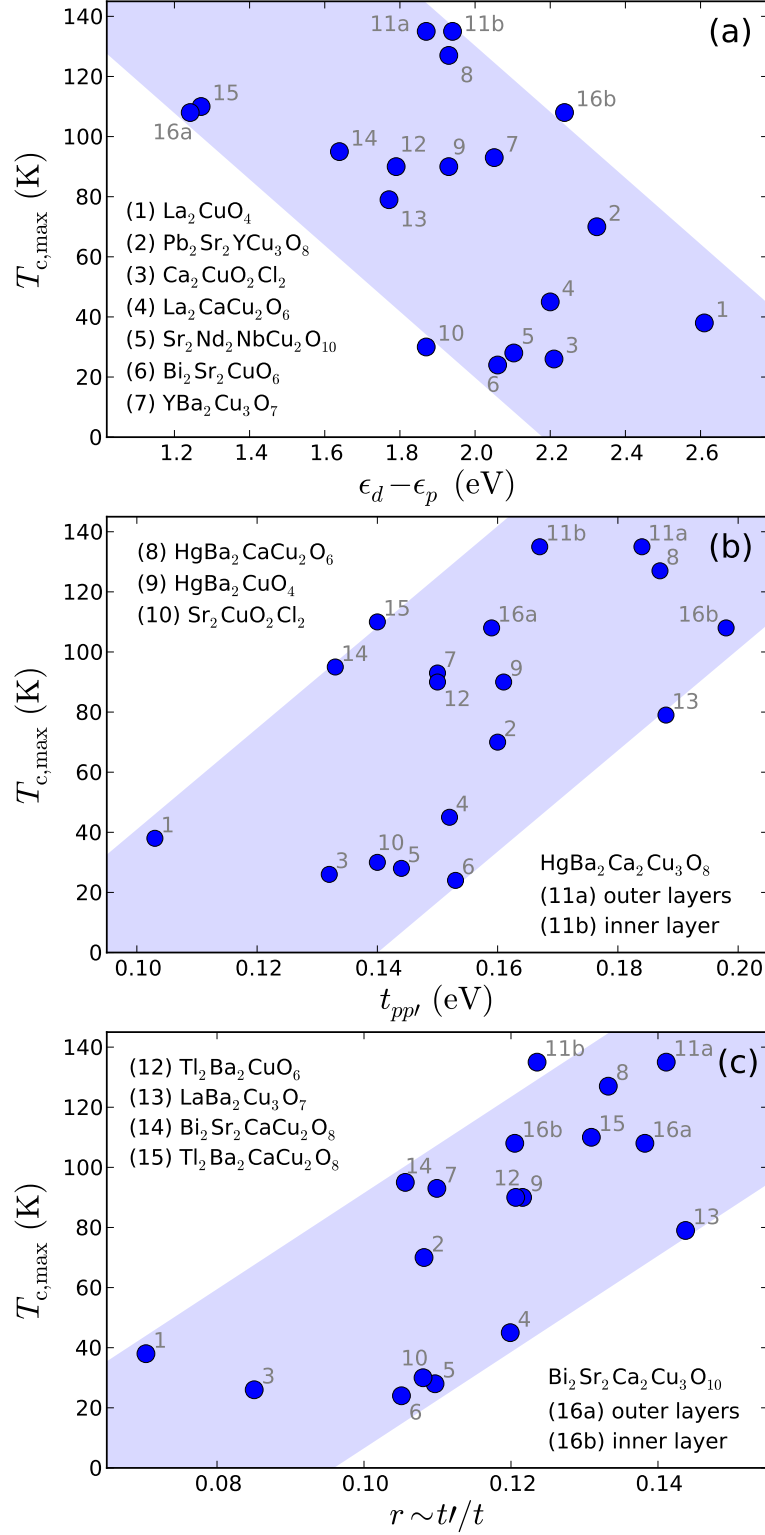 (a)
140
120
100
80
60
40
20
0
T_c,max (K)
11a
11b
8
15
16a
16b
14
12
9
7
13
2
4
1
10
5
3
6
(1) La₂CuO₄
(2) Pb₂Sr₂YCu₃O₈
(3) Ca₂CuO₂Cl₂
(4) La₂CaCu₂O₆
(5) Sr₂Nd₂NbCu₂O₁₀
(6) Bi₂Sr₂CuO₆
(7) YBa₂Cu₃O₇
1.2 1.4 1.6 1.8 2.0 2.2 2.4 2.6
ϵ_d−ϵ_p (eV)
(b)
140
120
100
80
60
40
20
0
T_c,max (K)
(8) HgBa₂CaCu₂O₆
(9) HgBa₂CuO₄
(10) Sr₂CuO₂Cl₂
11b
11a
8
15
16a
16b
14
7
9
12
13
2
4
1
3
10
5
6
HgBa₂Ca₂Cu₃O₈
(11a) outer layers
(11b) inner layer
0.10 0.12 0.14 0.16 0.18 0.20
t_pp′ (eV)
(c)
140
120
100
80
60
40
20
0
T_c,max (K)
(12) Tl₂Ba₂CuO₆
(13) LaBa₂Cu₃O₇
(14) Bi₂Sr₂CaCu₂O₈
(15) Tl₂Ba₂CaCu₂O₈
11b
11a
8
16b
15
16a
14
7
12
9
13
2
4
1
3
10
5
6
Bi₂Sr₂Ca₂Cu₃O₁₀
(16a) outer layers
(16b) inner layer
0.08 0.10 0.12 0.14
r∼t′/t